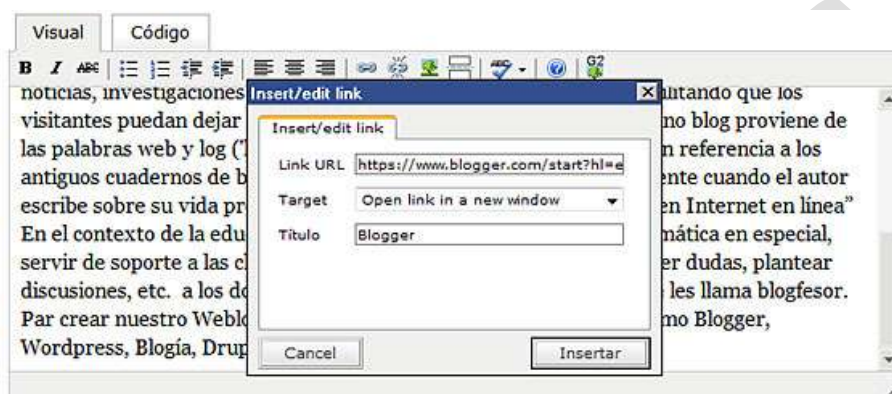 Visual Código
B I ABC ABC G2
noticias, investigaciones
visitantes puedan dejar
las palabras web y log (
antiguos cuadernos de b
escribe sobre su vida pr
En el contexto de la edu
servir de soporte a las c
discusiones, etc. a los do
Par crear nuestro Weblo
Wordpress, Blogía, Drup
Insert/edit link
Insert/edit link
Link URL https://www.blogger.com/start?hl=e
Target Open link in a new window
Título Blogger
Cancel Insertar
que los
no blog proviene de
n referencia a los
ente cuando el autor
en Internet en línea”
mática en especial,
er dudas, plantear
les llama blogfesor.
mo Blogger,